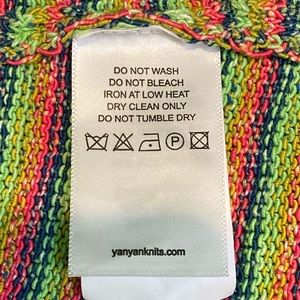 DO NOT WASH
DO NOT BLEACH
IRON AT LOW HEAT
DRY CLEAN ONLY
DO NOT TUMBLE DRY
P
yanyanknits.com